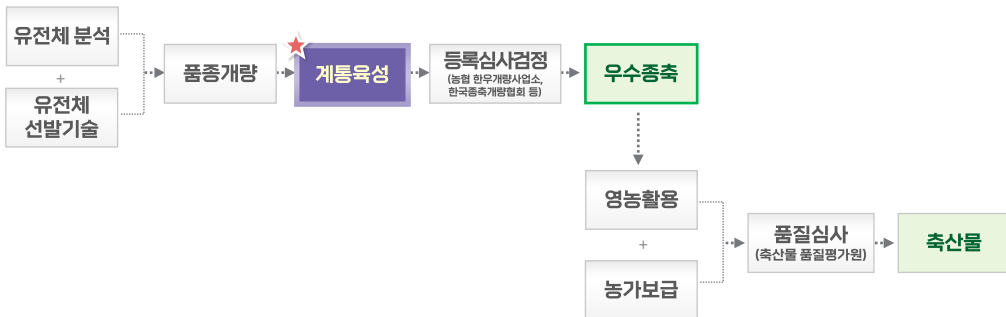 유전체 분석
+
유전체
선발기술
품종개량
계통육성
등록심사검정
(농협 한우개량사업소,
한국종축개량협회 등)
우수종축
영농활용
+
농가보급
품질심사
(축산물 품질평가원)
축산물